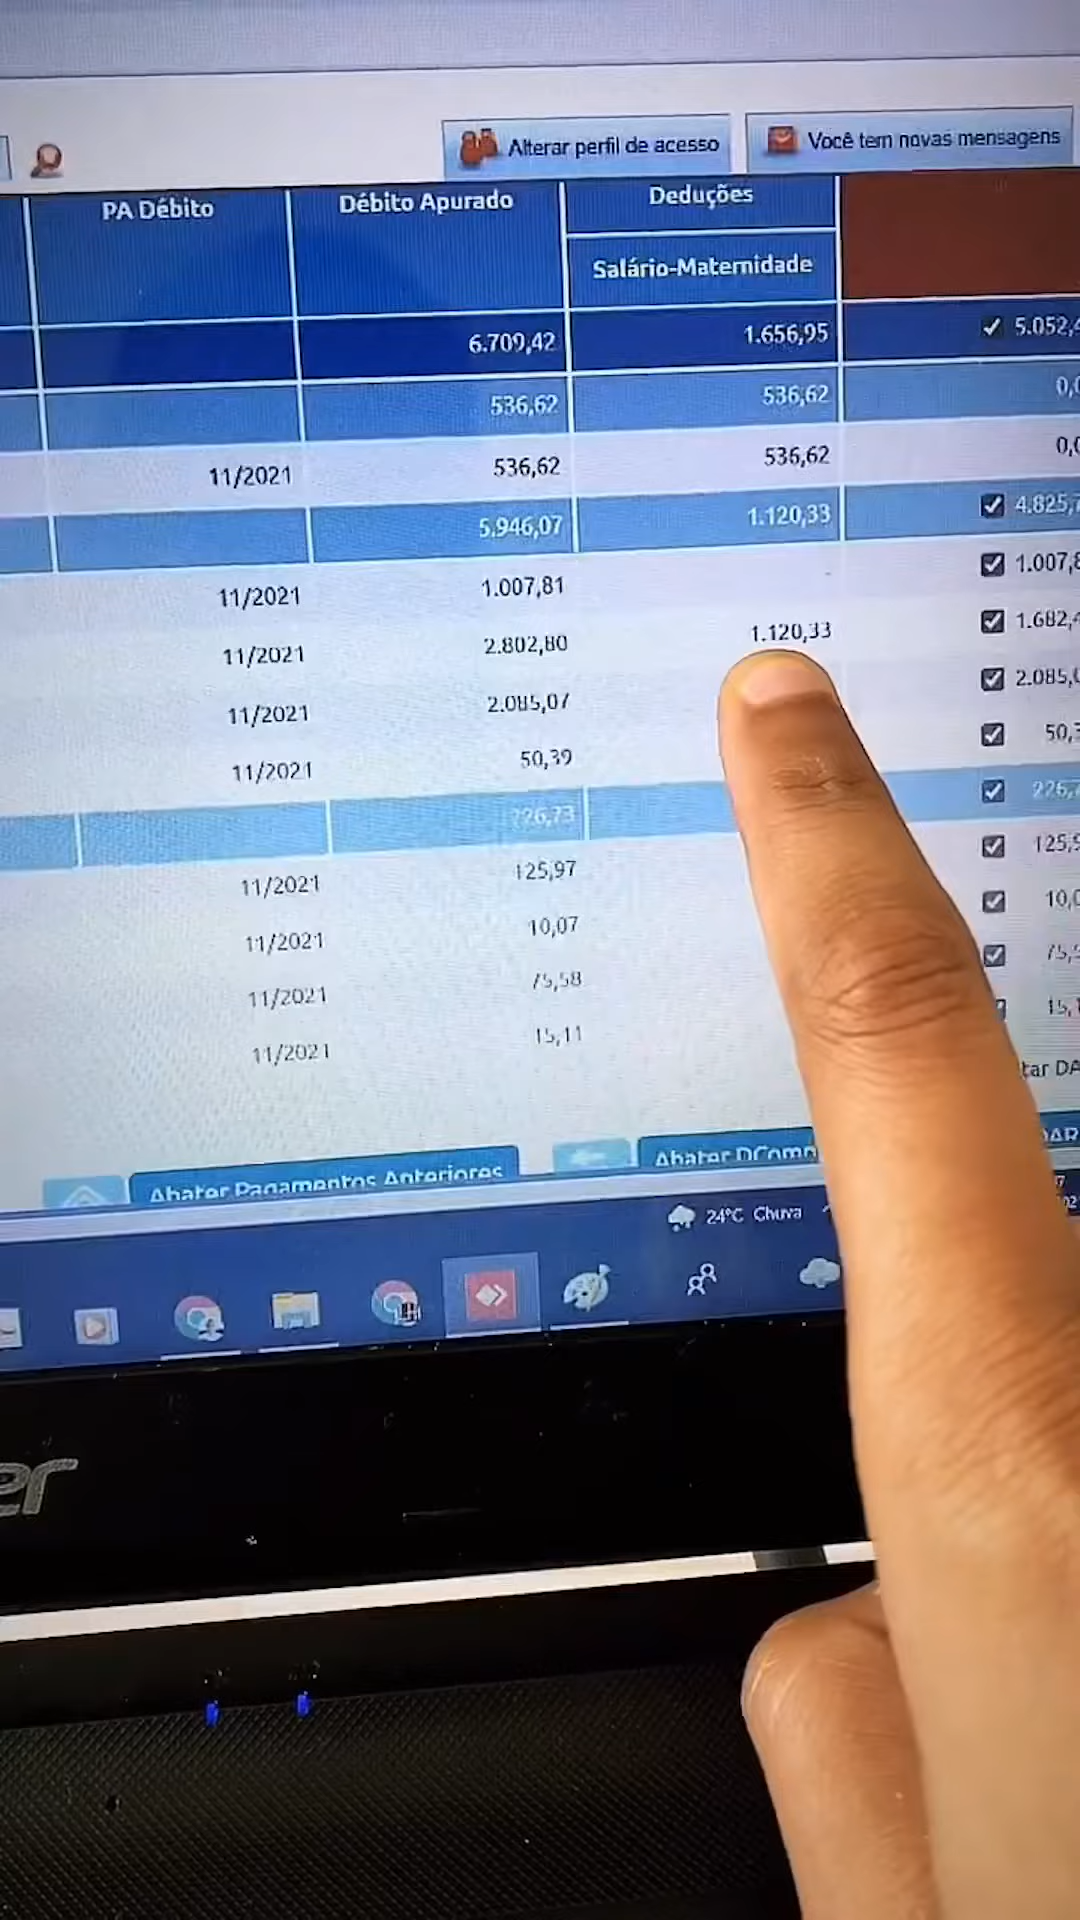 Alterar perfil de acesso Você tem novas mensagens
PA Débito Débito Apurado Deduções
Salário-Maternidade
6.709,42 1.656,95
536,62 536,62
11/2021 536,62 536,62
5.946,07 1.120,33
11/2021 1.007,81 -
11/2021 2.802,80 1.120,33
11/2021 2.085,07
11/2021 50,39
226,73
11/2021 125,97
11/2021 10,07
11/2021 75,58
11/2021 15,11
Abater Pagamentos Anteriores Abater DComp
24°C Chuva